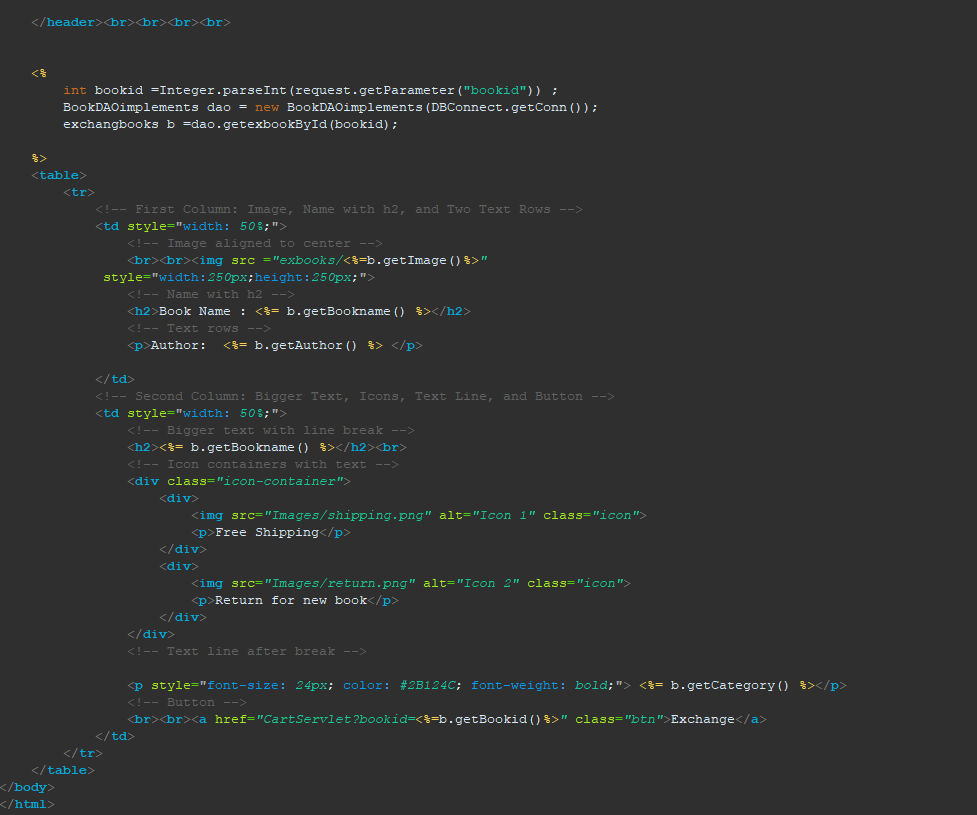 </header><br><br><br><br>
<%
int bookid =Integer.parseInt(request.getParameter("bookid")) ;
BookDAOimplements dao = new BookDAOimplements(DBConnect.getConn());
exchangbooks b =dao.getexbookById(bookid);
%>
<table>
<tr>
<!-- First Column: Image, Name with h2, and Two Text Rows -->
<td style="width: 50%;">
<!-- Image aligned to center -->
<br><br><img src ="exbooks/<%=b.getImage()%>"
style="width:250px;height:250px;">
<!-- Name with h2 -->
<h2>Book Name : <%= b.getBookname() %></h2>
<!-- Text rows -->
<p>Author:  <%= b.getAuthor() %> </p>
</td>
<!-- Second Column: Bigger Text, Icons, Text Line, and Button -->
<td style="width: 50%;">
<!-- Bigger text with line break -->
<h2><%= b.getBookname() %></h2><br>
<!-- Icon containers with text -->
<div class="icon-container">
<div>
<img src="Images/shipping.png" alt="Icon 1" class="icon">
<p>Free Shipping</p>
</div>
<div>
<img src="Images/return.png" alt="Icon 2" class="icon">
<p>Return for new book</p>
</div>
</div>
<!-- Text line after break -->
<p style="font-size: 24px; color: #2B124C; font-weight: bold;"> <%= b.getCategory() %></p>
<!-- Button -->
<br><br><a href="CartServlet?bookid=<%=b.getBookid()%>" class="btn">Exchange</a>
</td>
</tr>
</table>
</body>
</html>